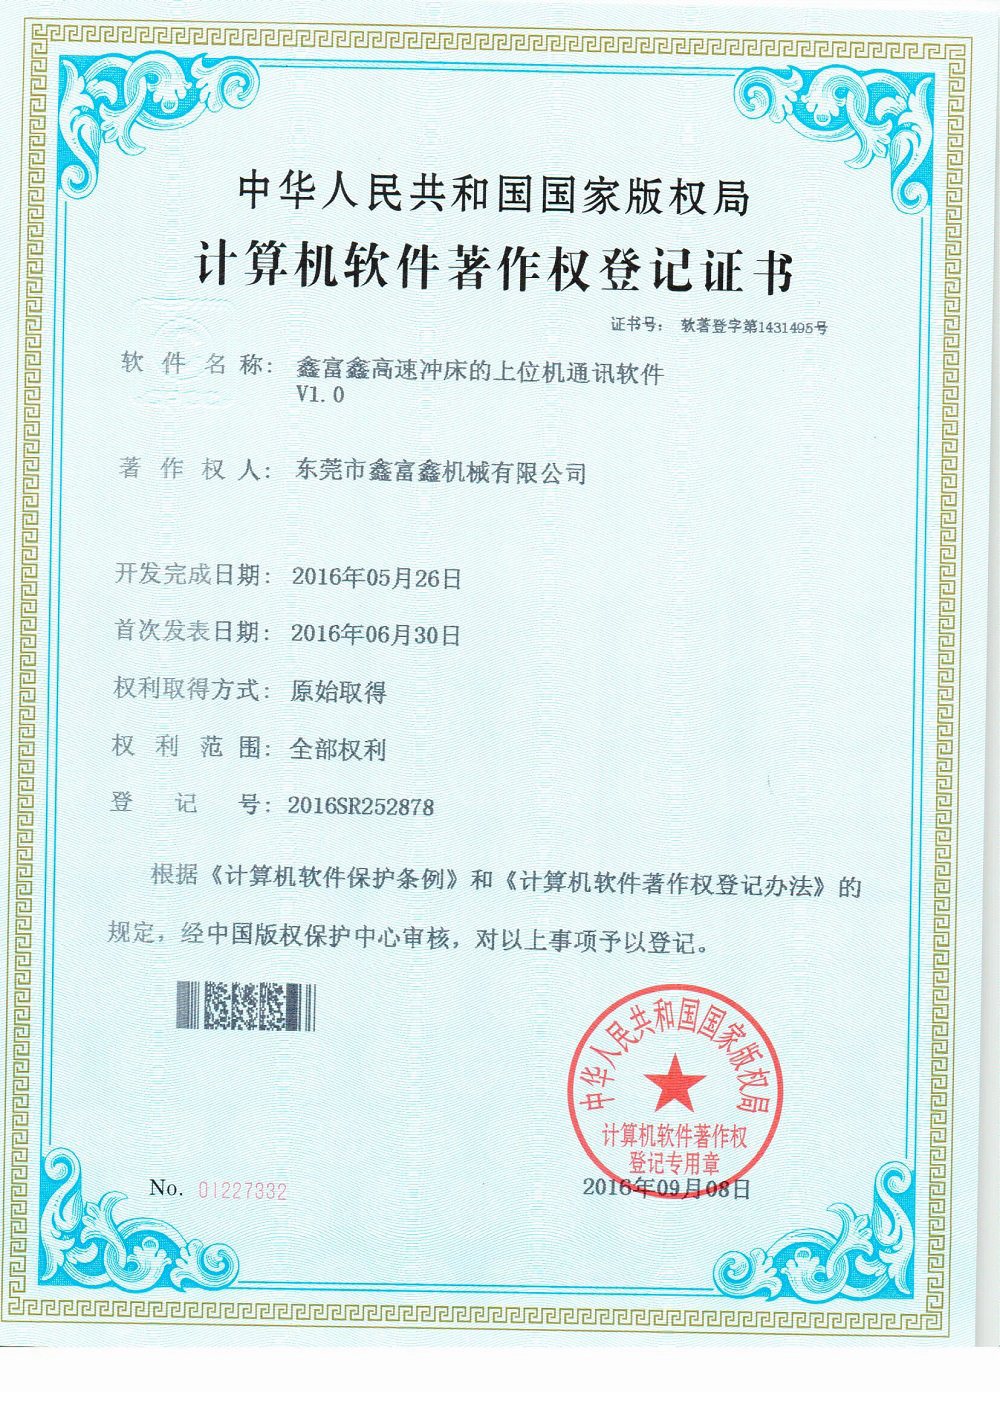 中华人民共和国国家版权局
计算机软件著作权登记证书
证书号： 软著登字第1431495号
软件名称： 鑫富鑫高速冲床的上位机通讯软件
V1.0
著作权人： 东莞市鑫富鑫机械有限公司
开发完成日期： 2016年05月26日
首次发表日期： 2016年06月30日
权利取得方式： 原始取得
权利范围： 全部权利
登记号： 2016SR252878
根据《计算机软件保护条例》和《计算机软件著作权登记办法》的
规定，经中国版权保护中心审核，对以上事项予以登记。
中华人民共和国国家版权局
计算机软件著作权
登记专用章
No. 01227332
2016年09月08日